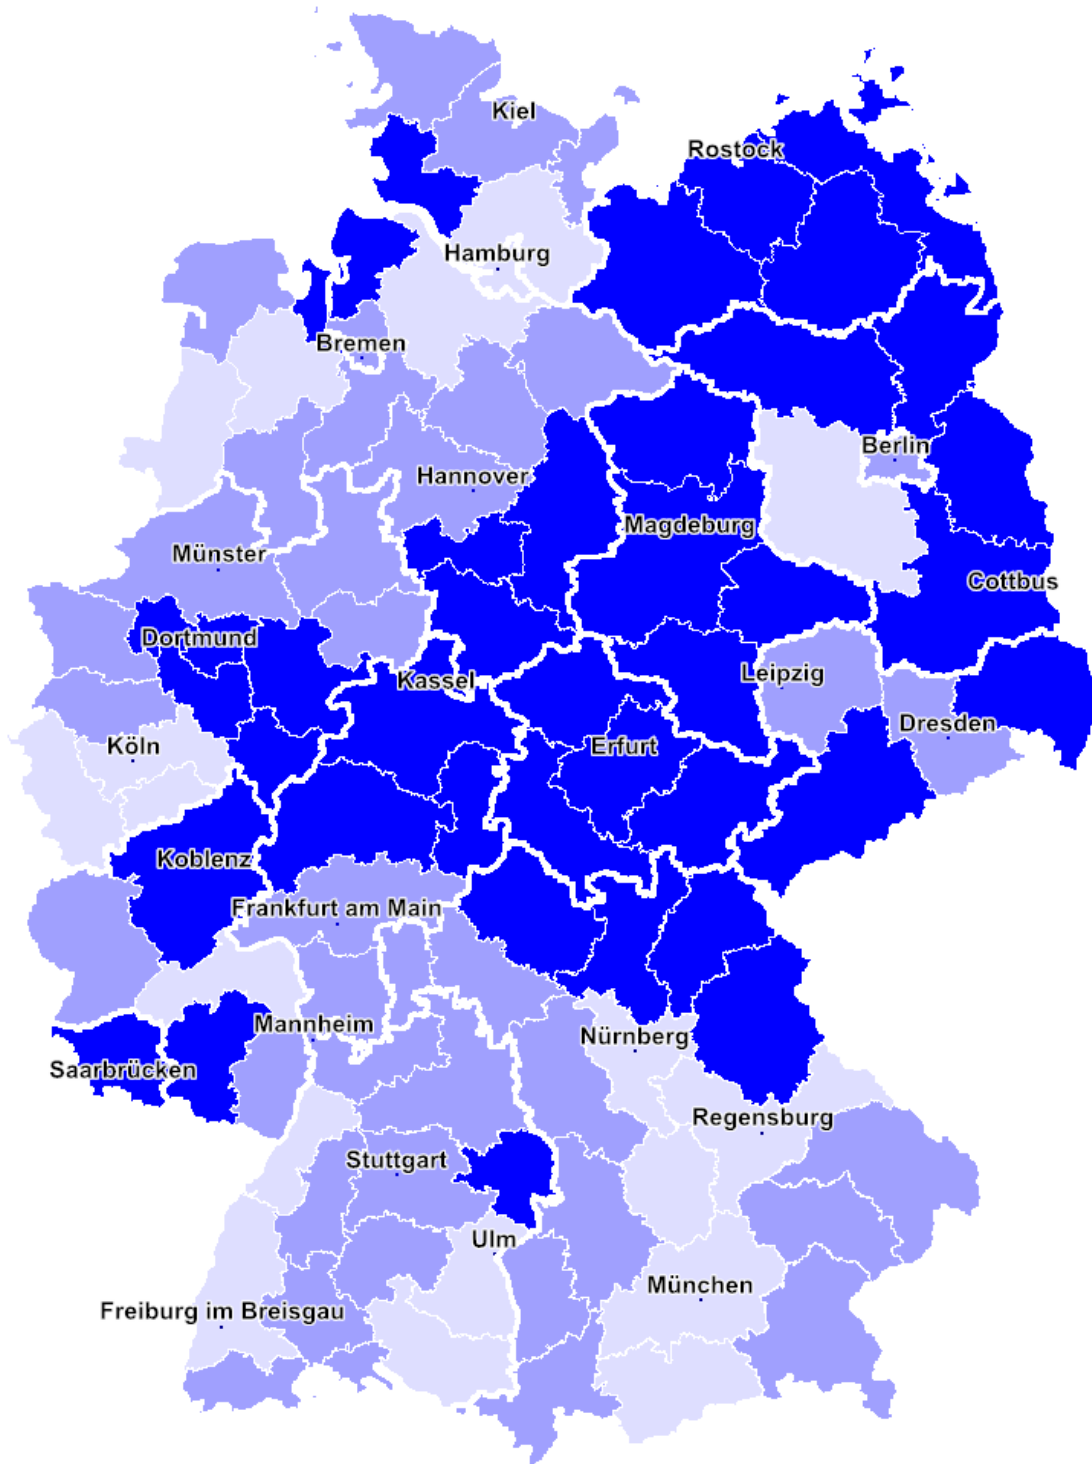 Kiel
Rostock
Hamburg
Bremen
Berlin
Hannover
Magdeburg
Münster
Cottbus
Dortmund
Leipzig
Kassel
Dresden
Köln
Erfurt
Koblenz
Frankfurt am Main
Mannheim
Nürnberg
Saarbrücken
Regensburg
Stuttgart
Ulm
München
Freiburg im Breisgau